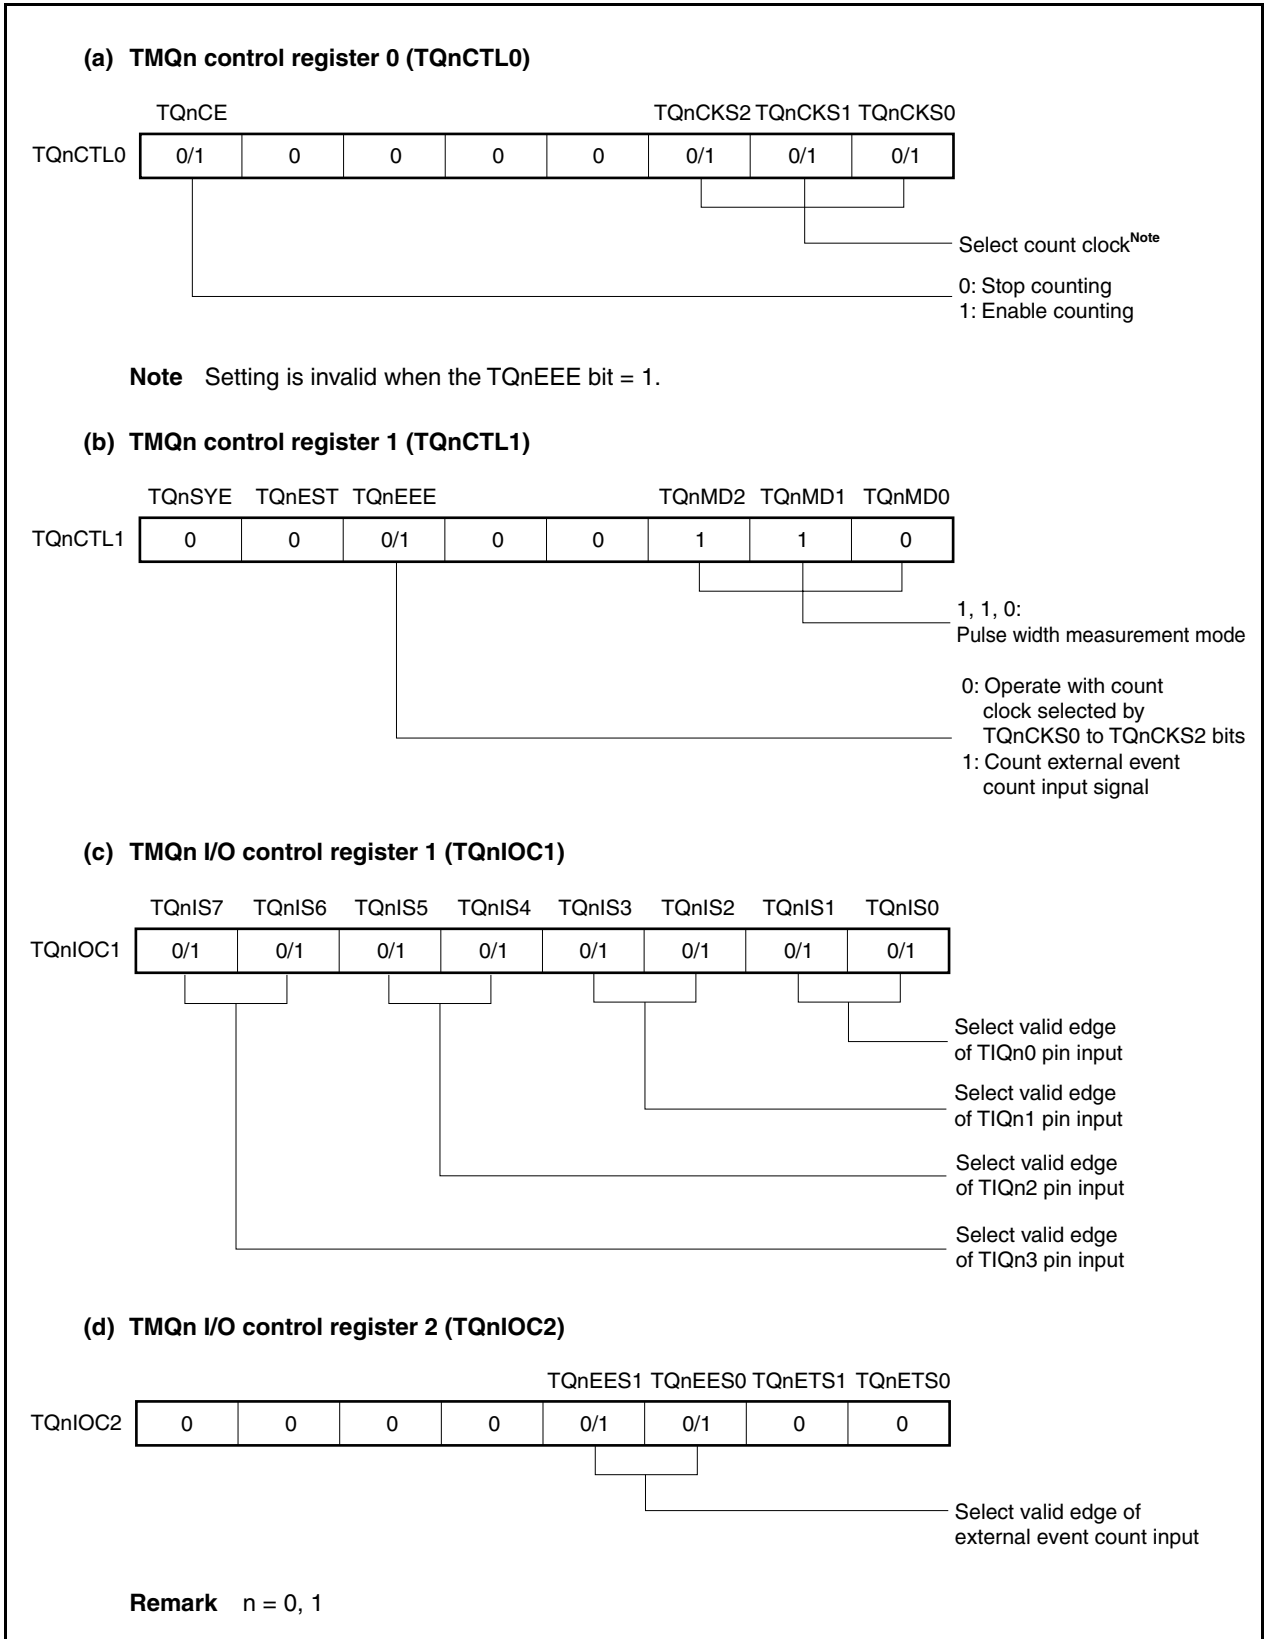 (a) TMQn control register 0 (TQnCTL0)
TQnCE TQnCKS2 TQnCKS1 TQnCKS0
TQnCTL0 0/1 0 0 0 0 0/1 0/1 0/1
Select count clockNote
0: Stop counting
1: Enable counting
Note Setting is invalid when the TQnEEE bit = 1.
(b) TMQn control register 1 (TQnCTL1)
TQnSYE TQnEST TQnEEE TQnMD2 TQnMD1 TQnMD0
TQnCTL1 0 0 0/1 0 0 1 1 0
1, 1, 0:
Pulse width measurement mode
0: Operate with count
clock selected by
TQnCKS0 to TQnCKS2 bits
1: Count external event
count input signal
(c) TMQn I/O control register 1 (TQnIOC1)
TQnIS7 TQnIS6 TQnIS5 TQnIS4 TQnIS3 TQnIS2 TQnIS1 TQnIS0
TQnIOC1 0/1 0/1 0/1 0/1 0/1 0/1 0/1 0/1
Select valid edge
of TIQn0 pin input
Select valid edge
of TIQn1 pin input
Select valid edge
of TIQn2 pin input
Select valid edge
of TIQn3 pin input
(d) TMQn I/O control register 2 (TQnIOC2)
TQnEES1 TQnEES0 TQnETS1 TQnETS0
TQnIOC2 0 0 0 0 0/1 0/1 0 0
Select valid edge of
external event count input
Remark n = 0, 1